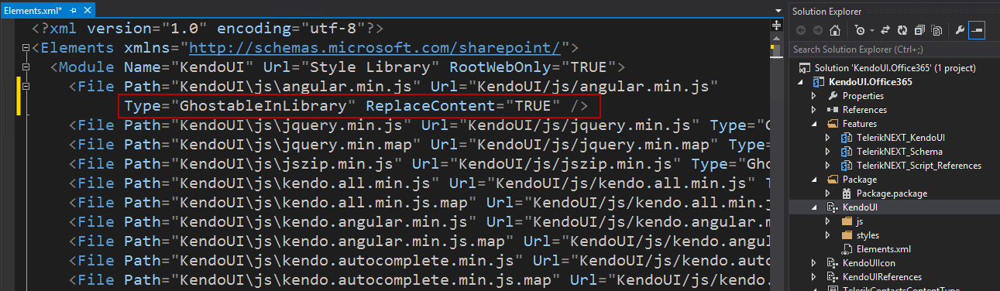 Elements.xml*
<?xml version="1.0" encoding="utf-8"?>
<Elements xmlns="http://schemas.microsoft.com/sharepoint/">
<Module Name="KendoUI" Url="Style Library" RootWebOnly="TRUE">
<File Path="KendoUI\js\angular.min.js" Url="KendoUI/js/angular.min.js"
Type="GhostableInLibrary" ReplaceContent="TRUE" />
<File Path="KendoUI\js\jquery.min.js" Url="KendoUI/js/jquery.min.js" Type="G
<File Path="KendoUI\js\jquery.min.map" Url="KendoUI/js/jquery.min.map" Type=
<File Path="KendoUI\js\jszip.min.js" Url="KendoUI/js/jszip.min.js" Type="Gho
<File Path="KendoUI\js\kendo.all.min.js" Url="KendoUI/js/kendo.all.min.js" T
<File Path="KendoUI\js\kendo.all.min.js.map" Url="KendoUI/js/kendo.all.min.j
<File Path="KendoUI\js\kendo.angular.min.js" Url="KendoUI/js/kendo.angular.m
<File Path="KendoUI\js\kendo.angular.min.js.map" Url="KendoUI/js/kendo.angul
<File Path="KendoUI\js\kendo.autocomplete.min.js" Url="KendoUI/js/kendo.auto
<File Path="KendoUI\js\kendo.autocomplete.min.js.map" Url="KendoUI/js/kendo.
Solution Explorer
Search Solution Explorer (Ctrl+;)
Solution 'KendoUI.Office365' (1 project)
KendoUI.Office365
Properties
References
Features
TelerikNEXT_KendoUI
TelerikNEXT_Schema
TelerikNEXT_Script_References
Package
Package.package
KendoUI
js
styles
Elements.xml
KendoUIIcon
KendoUIReferences
TelerikContactsContentType